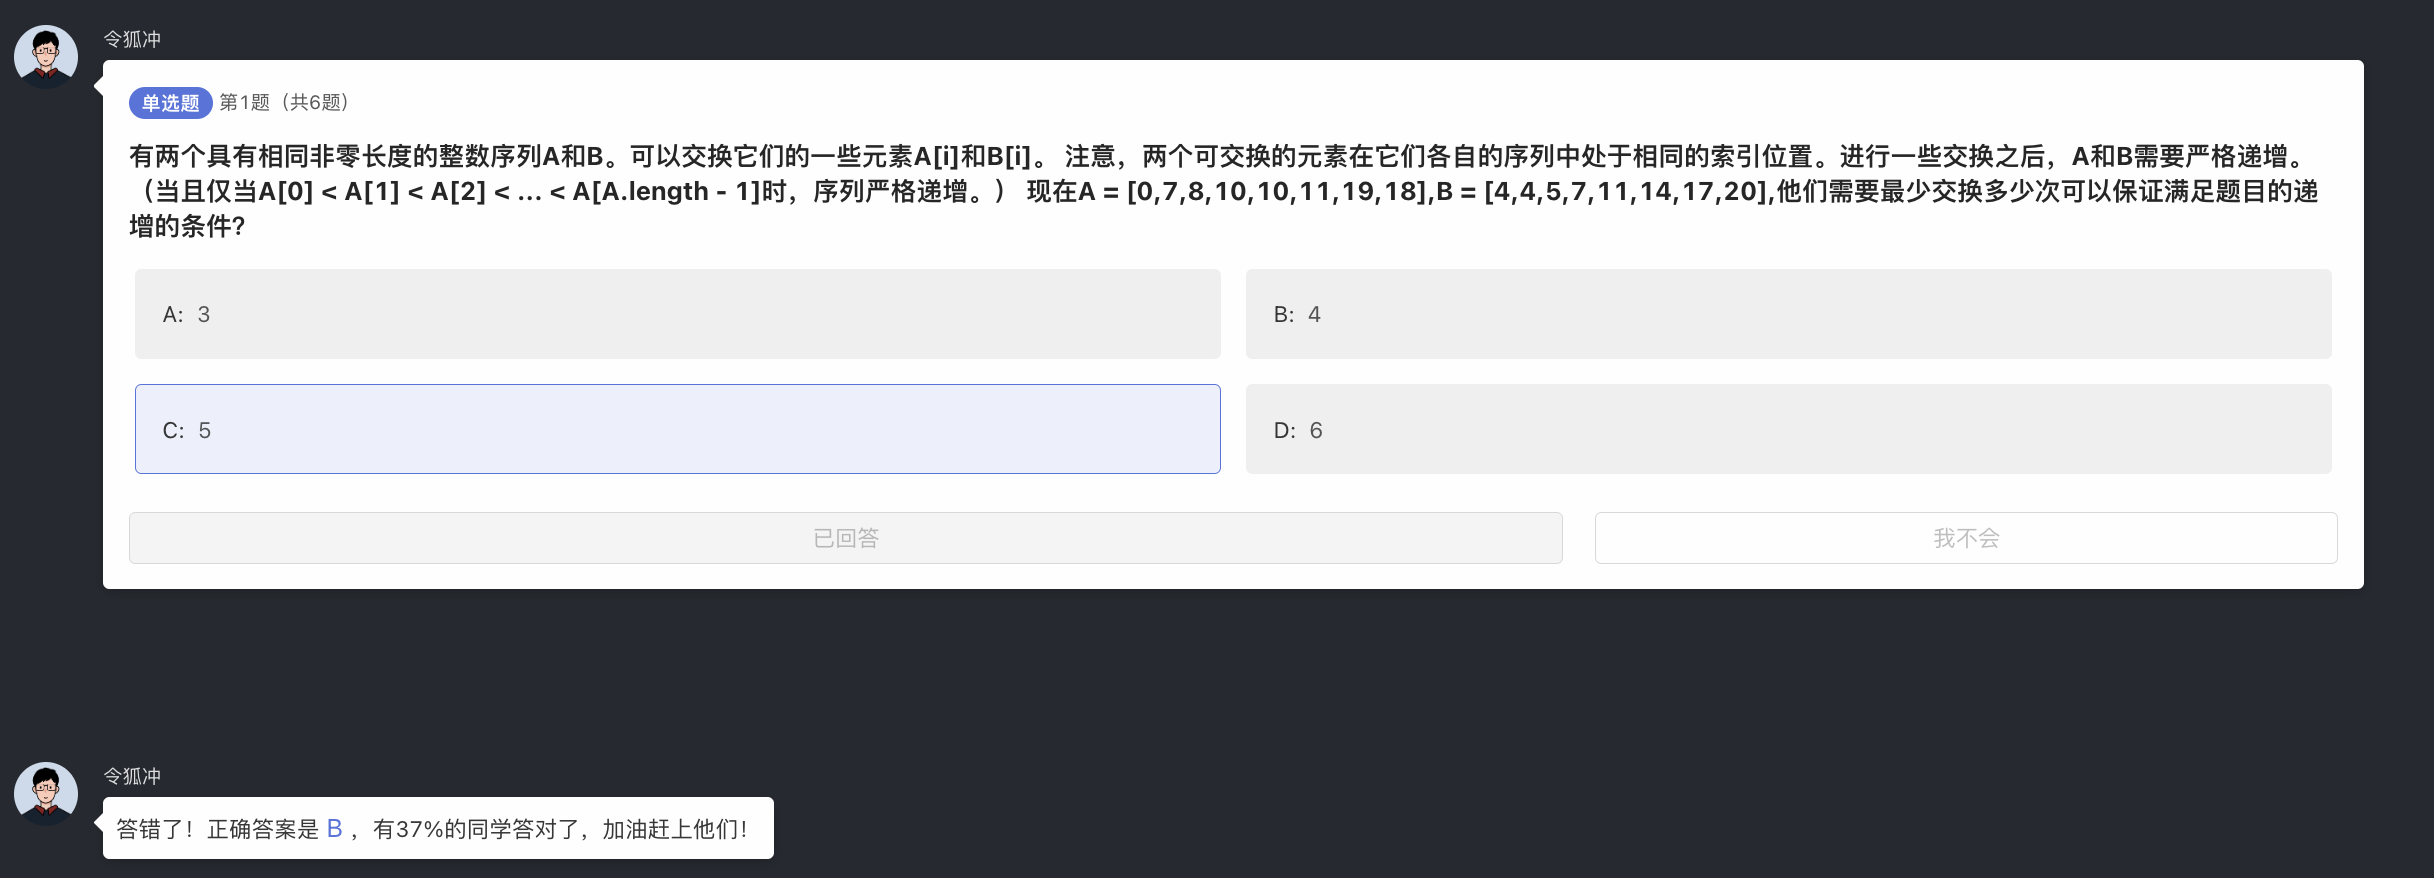 令狐冲
单选题 第1题（共6题）
有两个具有相同非零长度的整数序列A和B。可以交换它们的一些元素A[i]和B[i]。 注意，两个可交换的元素在它们各自的序列中处于相同的索引位置。进行一些交换之后，A和B需要严格递增。
（当且仅当A[0] < A[1] < A[2] < ... < A[A.length - 1]时，序列严格递增。） 现在A = [0,7,8,10,10,11,19,18],B = [4,4,5,7,11,14,17,20],他们需要最少交换多少次可以保证满足题目的递
增的条件?
A: 3
B: 4
C: 5
D: 6
已回答
我不会
令狐冲
答错了！正确答案是 B ，有37%的同学答对了，加油赶上他们！